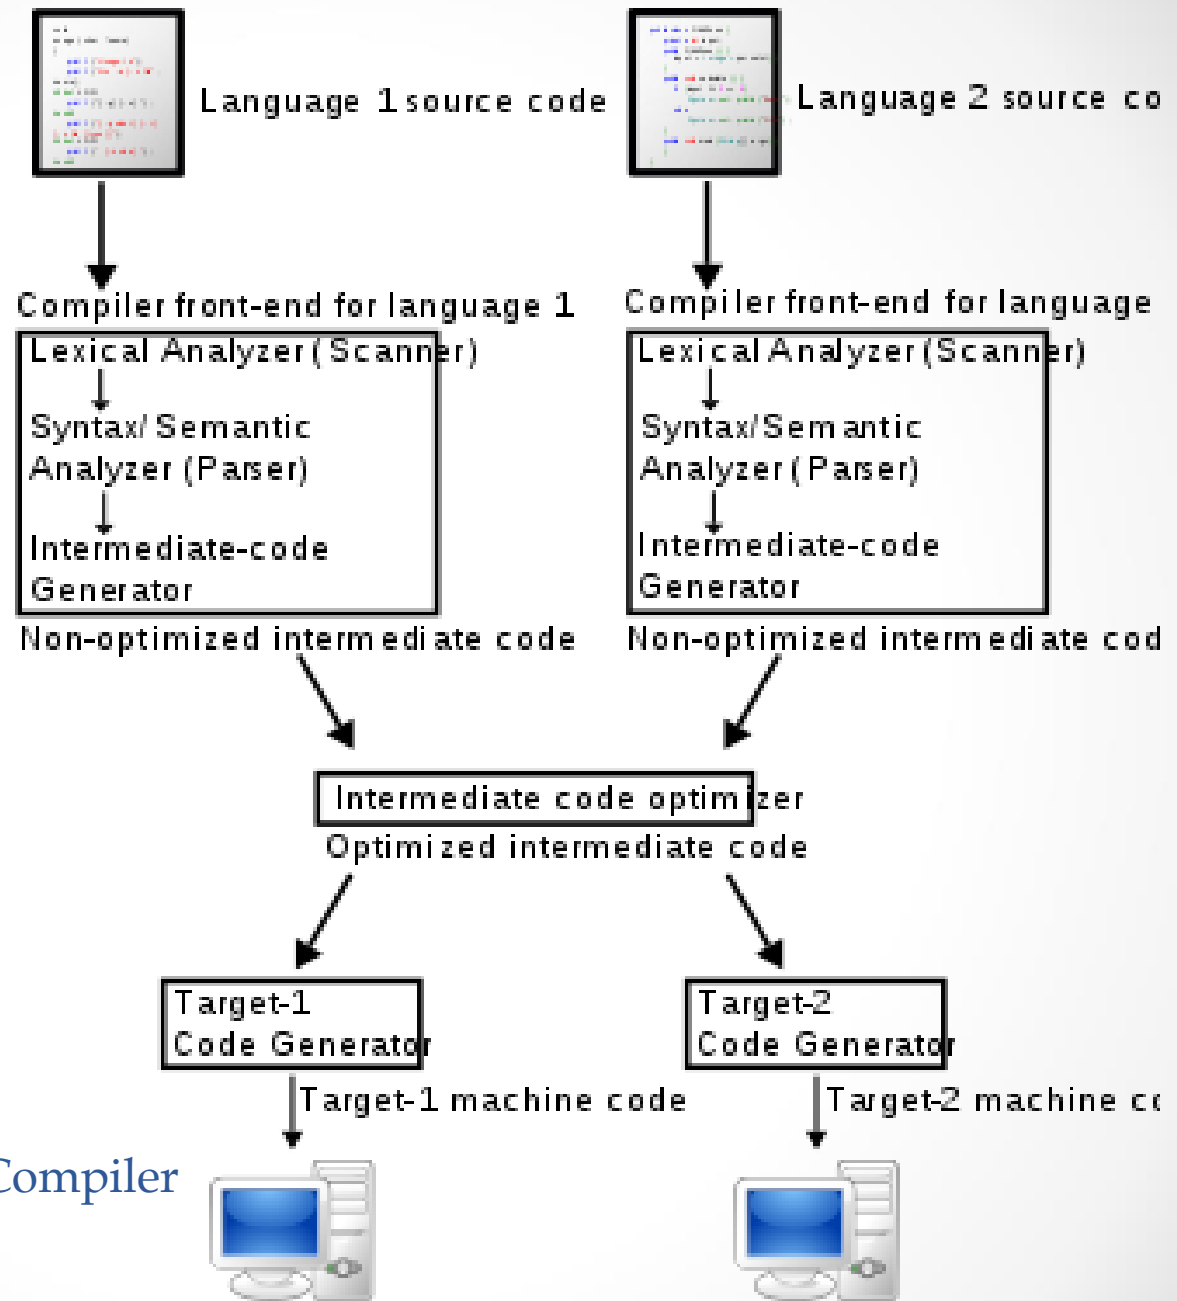 Language 1 source code
Language 2 source co
Compiler front-end for language 1
Compiler front-end for language
Lexical Analyzer (Scanner)
Syntax/Semantic
Analyzer (Parser)
Intermediate-code
Generator
Lexical Analyzer (Scanner)
Syntax/Semantic
Analyzer (Parser)
Intermediate-code
Generator
Non-optimized intermediate code
Non-optimized intermediate cod
Intermediate code optimizer
Optimized intermediate code
Target-1
Code Generator
Target-2
Code Generator
Target-1 machine code
Target-2 machine co
Compiler